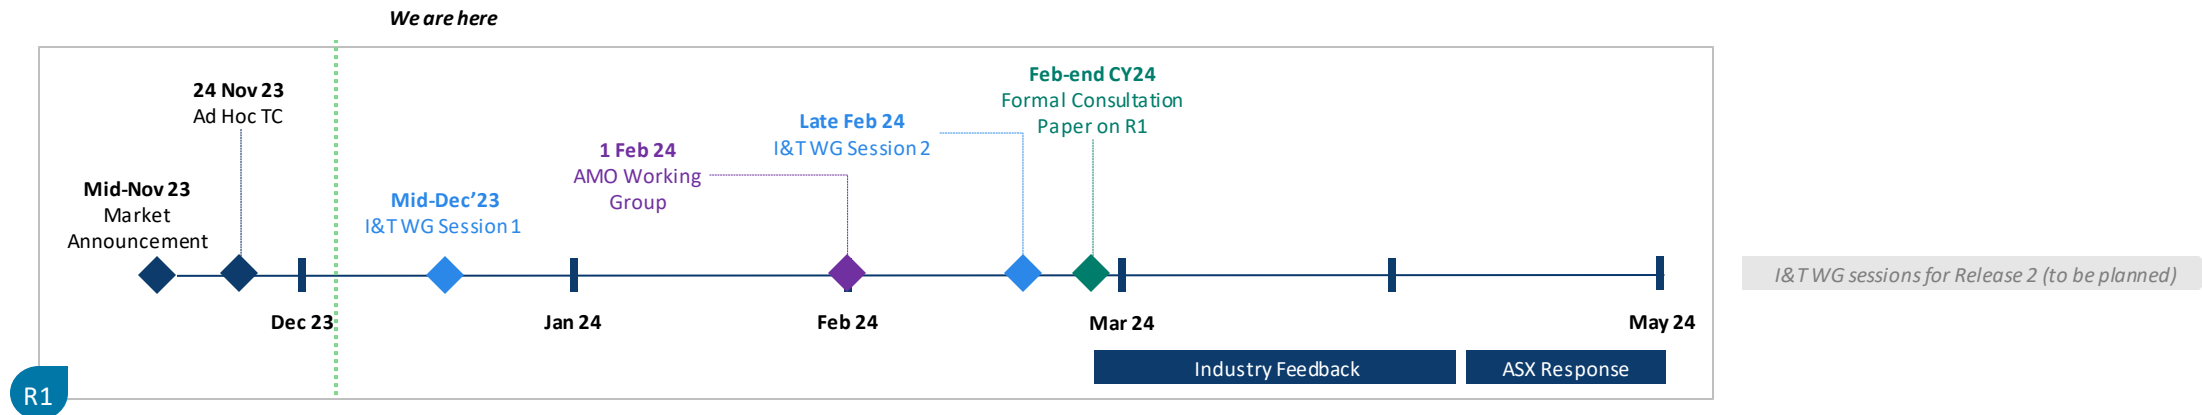 We are here
24 Nov 23
Ad Hoc TC
Feb-end CY24
Formal Consultation
Paper on R1
Late Feb 24
I&T WG Session 2
1 Feb 24
AMO Working
Group
Mid-Nov 23
Market
Announcement
Mid-Dec’23
I&T WG Session 1
I&T WG sessions for Release 2 (to be planned)
Dec 23
Jan 24
Feb 24
Mar 24
May 24
Industry Feedback
ASX Response
R1